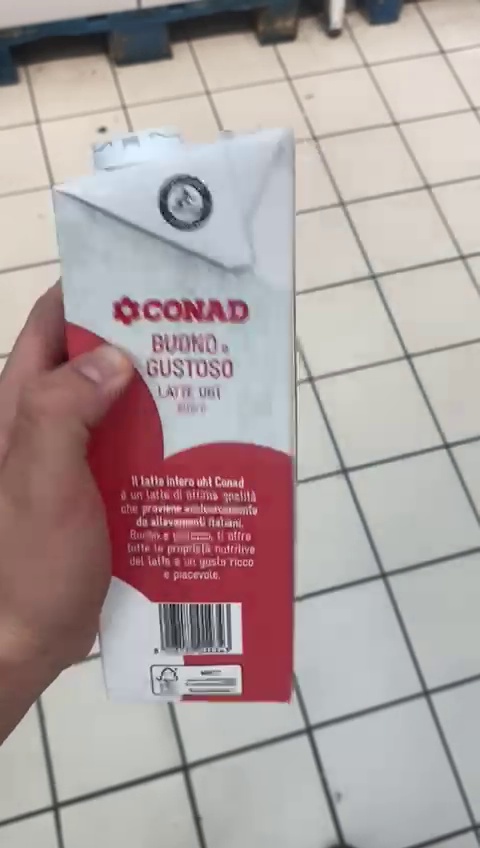 CONAD
BUONO e
GUSTOSO
LATTE UHT
Il latte intero uht Conad
è un latte di ottima qualità
che proviene esclusivamente
da allevamenti italiani.
Buono e ti offre
tutte le proprietà nutritive
del latte e un gusto ricco
e piacevole.